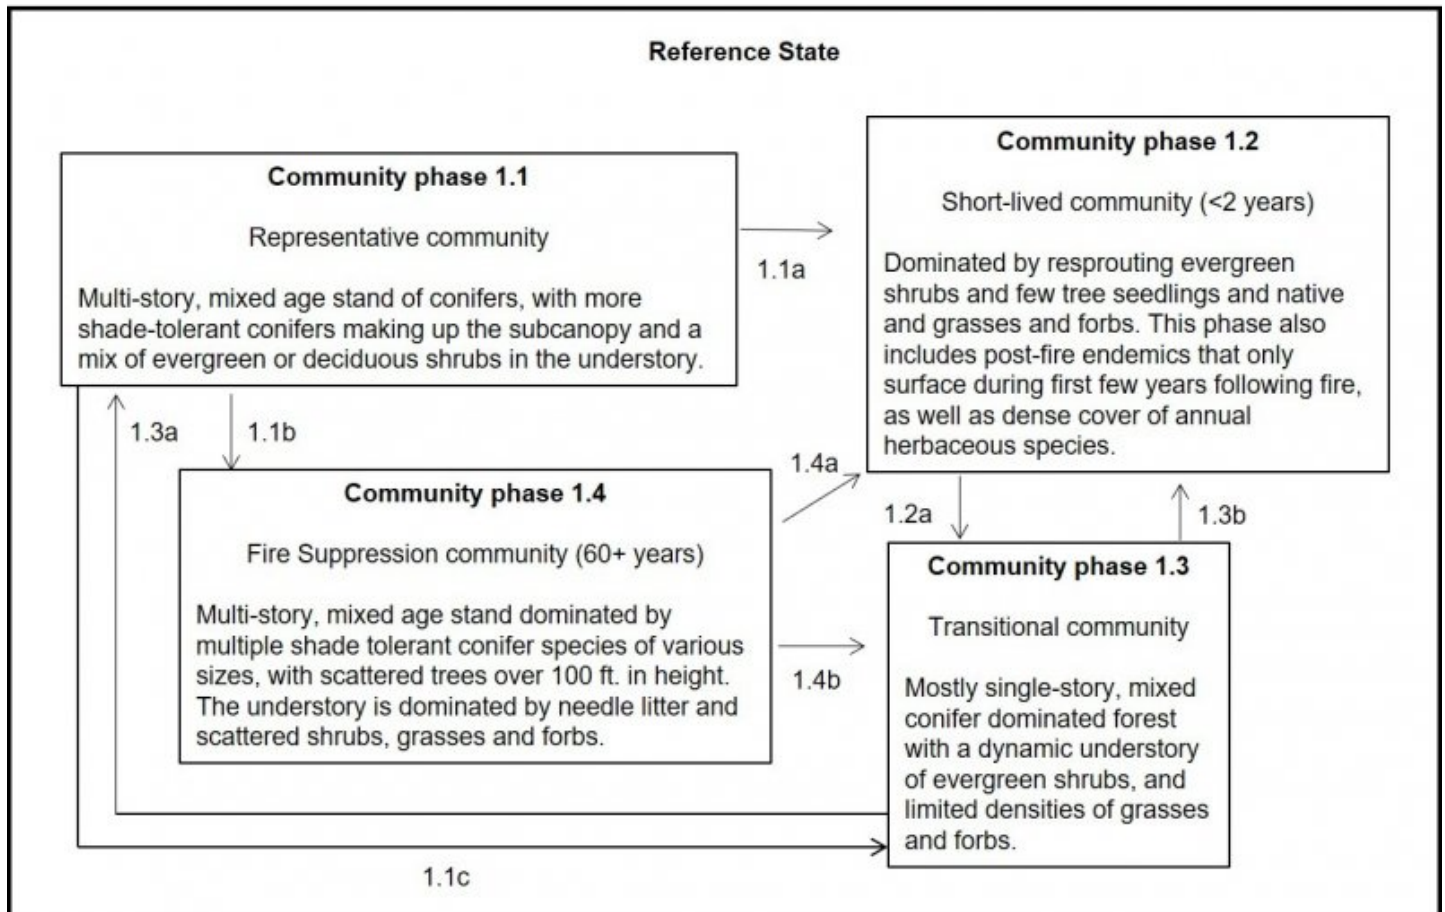 Reference State
Community phase 1.1
Representative community
Multi-story, mixed age stand of conifers, with more
shade-tolerant conifers making up the subcanopy and a
mix of evergreen or deciduous shrubs in the understory.
1.1a
Community phase 1.2
Short-lived community (<2 years)
Dominated by resprouting evergreen
shrubs and few tree seedlings and native
and grasses and forbs. This phase also
includes post-fire endemics that only
surface during first few years following fire,
as well as dense cover of annual
herbaceous species.
1.3a
1.1b
Community phase 1.4
Fire Suppression community (60+ years)
Multi-story, mixed age stand dominated by
multiple shade tolerant conifer species of various
sizes, with scattered trees over 100 ft. in height.
The understory is dominated by needle litter and
scattered shrubs, grasses and forbs.
1.4a
1.4b
1.2a
1.3b
Community phase 1.3
Transitional community
Mostly single-story, mixed
conifer dominated forest
with a dynamic understory
of evergreen shrubs, and
limited densities of grasses
and forbs.
1.1c